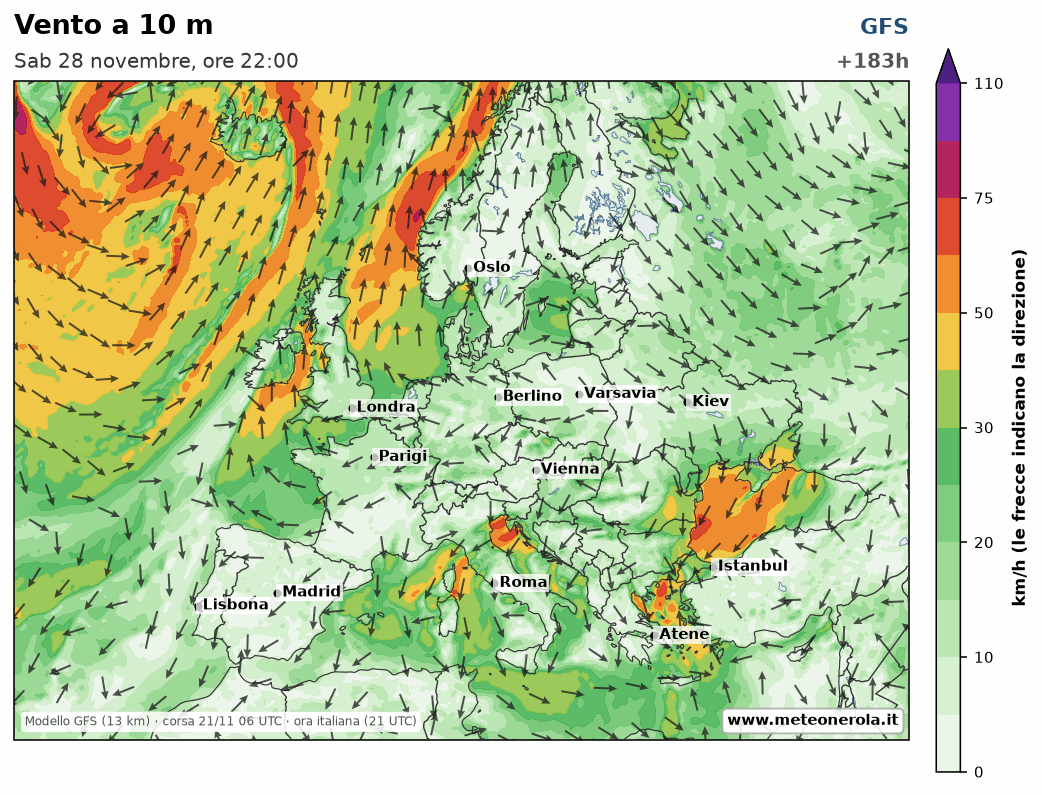 Vento a 10 m
GFS
Sab 28 novembre, ore 22:00
+183h
110
75
50
30
20
10
0
km/h (le frecce indicano la direzione)
Oslo
Berlino
Varsavia
Kiev
Londra
Parigi
Vienna
Istanbul
Roma
Madrid
Lisbona
Atene
Modello GFS (13 km) · corsa 21/11 06 UTC · ora italiana (21 UTC)
www.meteonerola.it